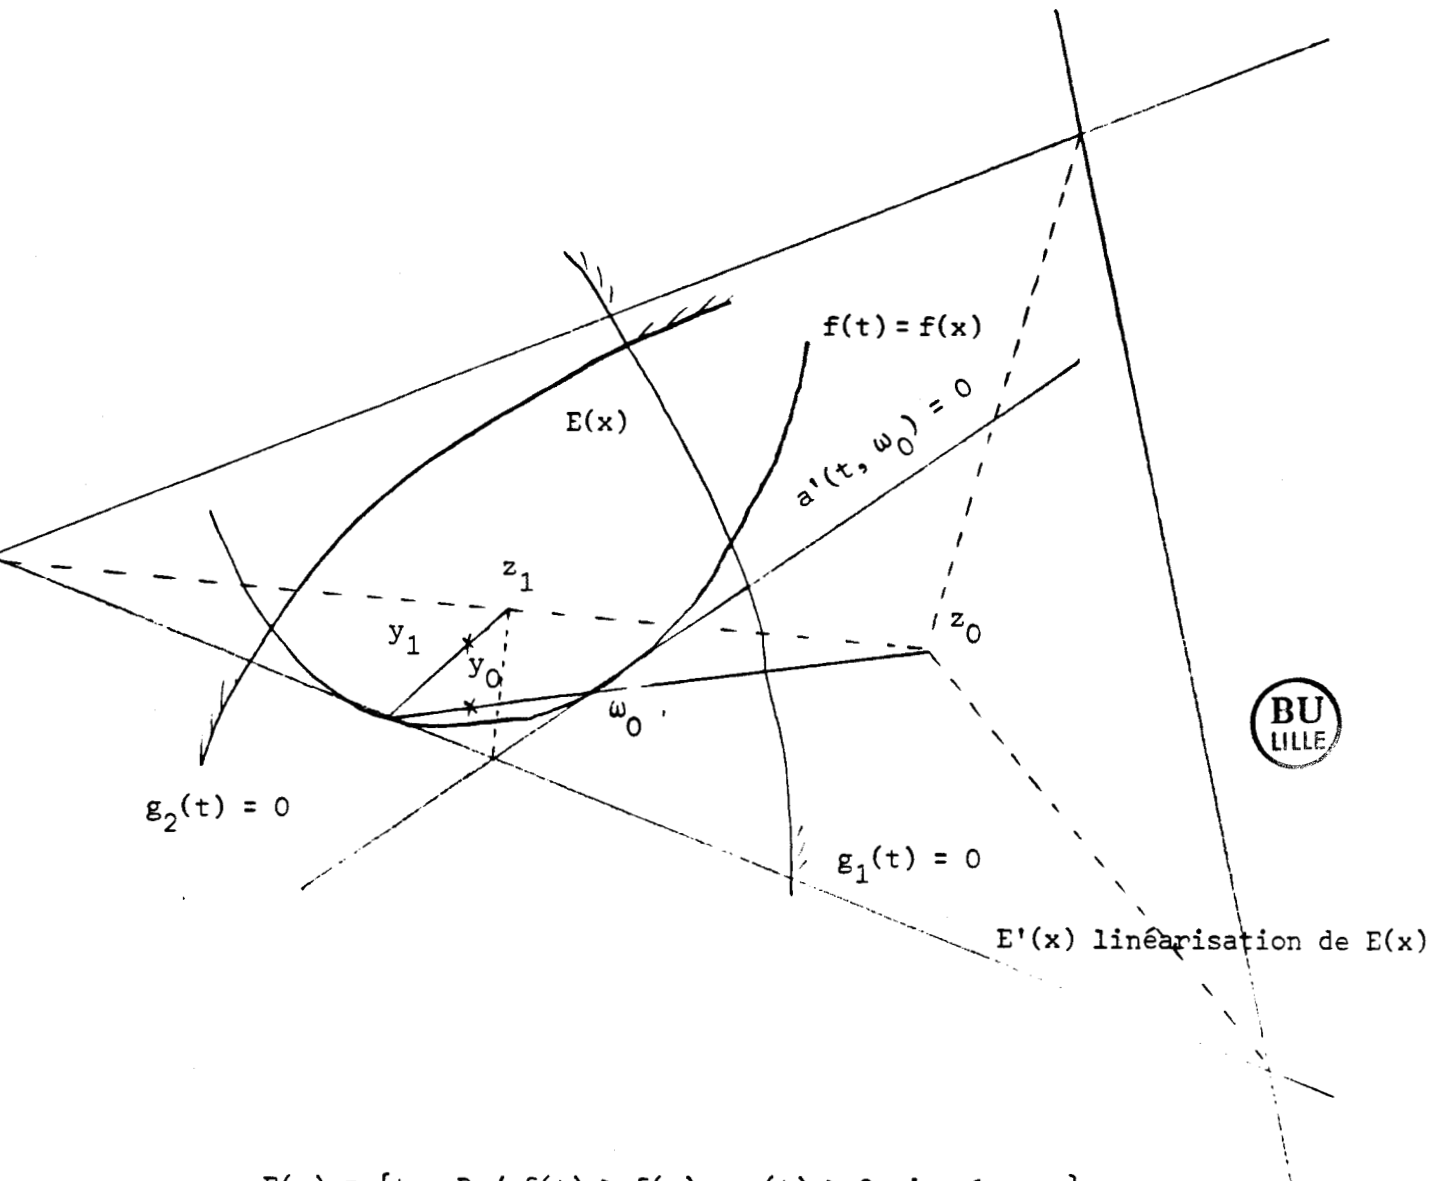 f(t) = f(x)
E(x)
a'(t, ω₀) = 0
z₁
y₁
z₀
y₀
ω₀
BU
LILLE
g₂(t) = 0
g₁(t) = 0
E'(x) linéarisation de E(x)